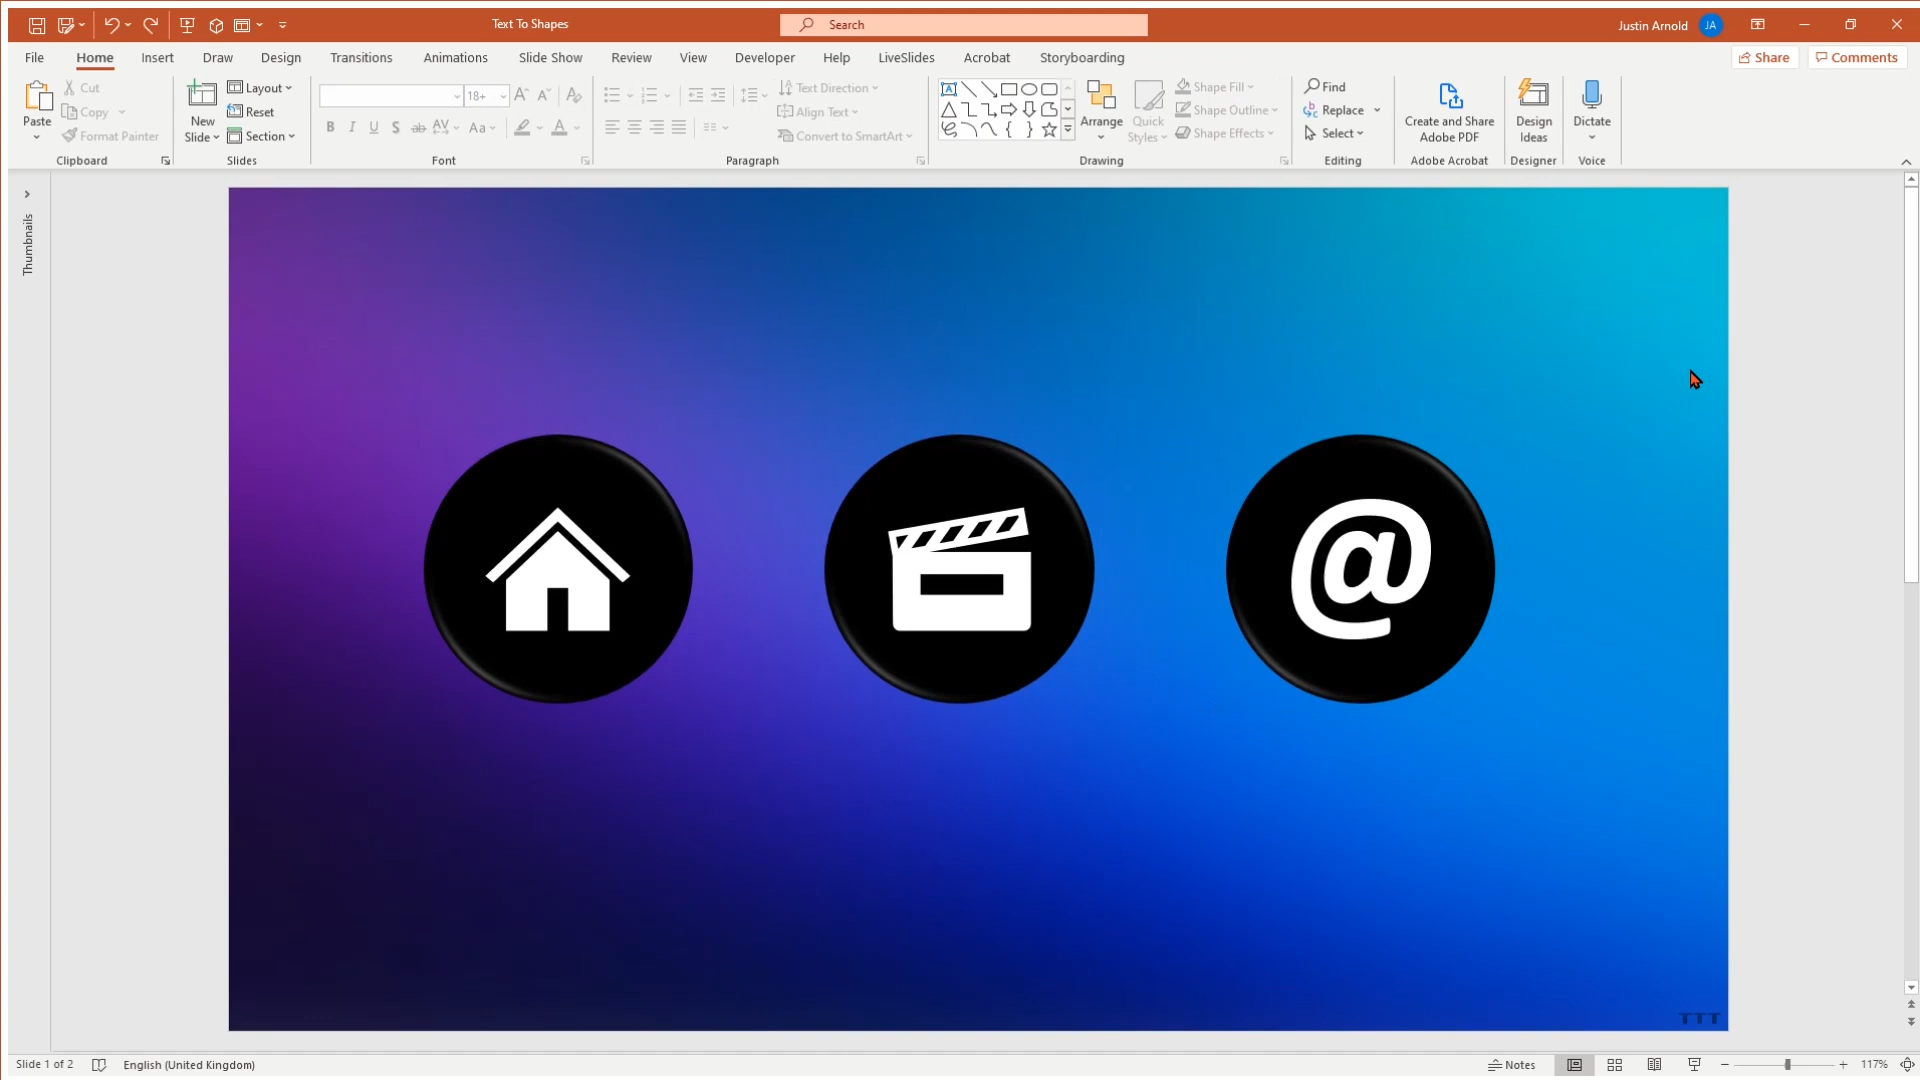 Text To Shapes
Search
Justin Arnold
JA
File
Home
Insert
Draw
Design
Transitions
Animations
Slide Show
Review
View
Developer
Help
LiveSlides
Acrobat
Storyboarding
Share
Comments
Paste
Cut
Copy
Format Painter
Clipboard
New
Slide
Layout
Reset
Section
Slides
18+
B I U S ab AV Aa A
Font
Text Direction
Align Text
Convert to SmartArt
Paragraph
Arrange
Quick
Styles
Shape Fill
Shape Outline
Shape Effects
Drawing
Find
Replace
Select
Editing
Create and Share
Adobe PDF
Adobe Acrobat
Design
Ideas
Designer
Dictate
Voice
Thumbnails
@
TTT
Slide 1 of 2
English (United Kingdom)
Notes
117%